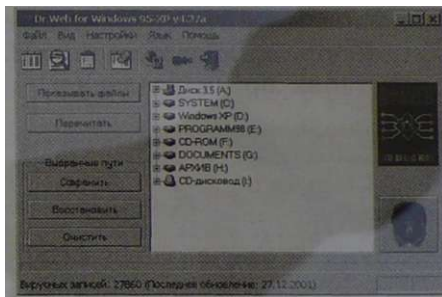 Dr.Web for Windows 95-XP v4.27a
Файл Вид Настройки Язык Помощь
Показывать файлы
Перечитать
Выбранные пути
Сохранить
Восстановить
Очистить
Диск 3.5 (A:)
SYSTEM (C:)
Windows XP (D:)
PROGRAMM98 (E:)
CD-ROM (F:)
DOCUMENTS (G:)
АРХИВ (H:)
CD-дисковод (I:)
Вирусных записей: 27860 (Последнее обновление: 27.12.2001)